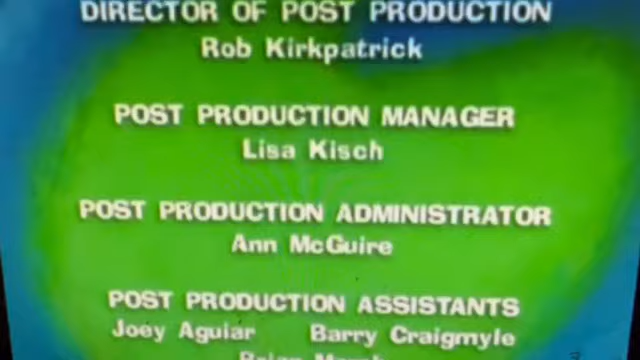 DIRECTOR OF POST PRODUCTION
Rob Kirkpatrick
POST PRODUCTION MANAGER
Lisa Kisch
POST PRODUCTION ADMINISTRATOR
Ann McGuire
POST PRODUCTION ASSISTANTS
Joey Aguiar Barry Craigmyle
Brian